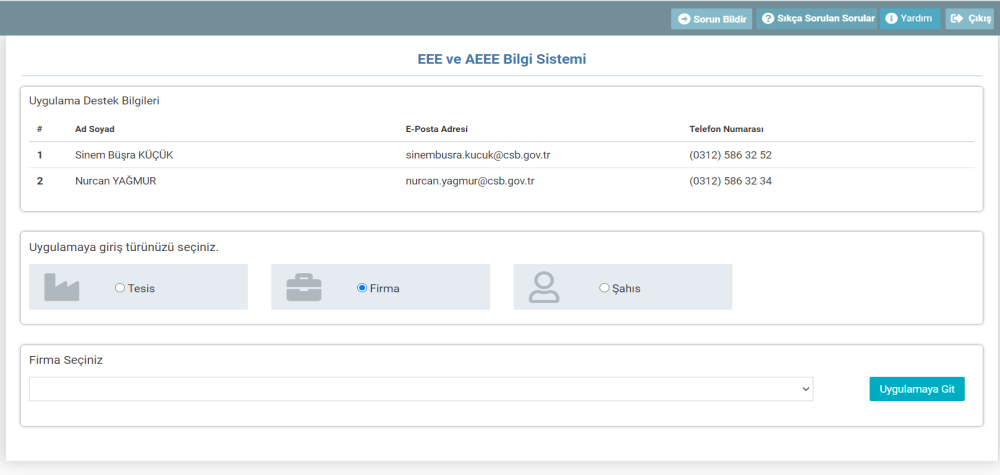 Sorun Bildir Sıkça Sorulan Sorular Yardım Çıkış
EEE ve AEEE Bilgi Sistemi
Uygulama Destek Bilgileri
# Ad Soyad E-Posta Adresi Telefon Numarası
1 Sinem Büşra KÜÇÜK sinembusra.kucuk@csb.gov.tr (0312) 586 32 52
2 Nurcan YAĞMUR nurcan.yagmur@csb.gov.tr (0312) 586 32 34
Uygulamaya giriş türünüzü seçiniz.
Tesis Firma Şahıs
Firma Seçiniz
Uygulamaya Git